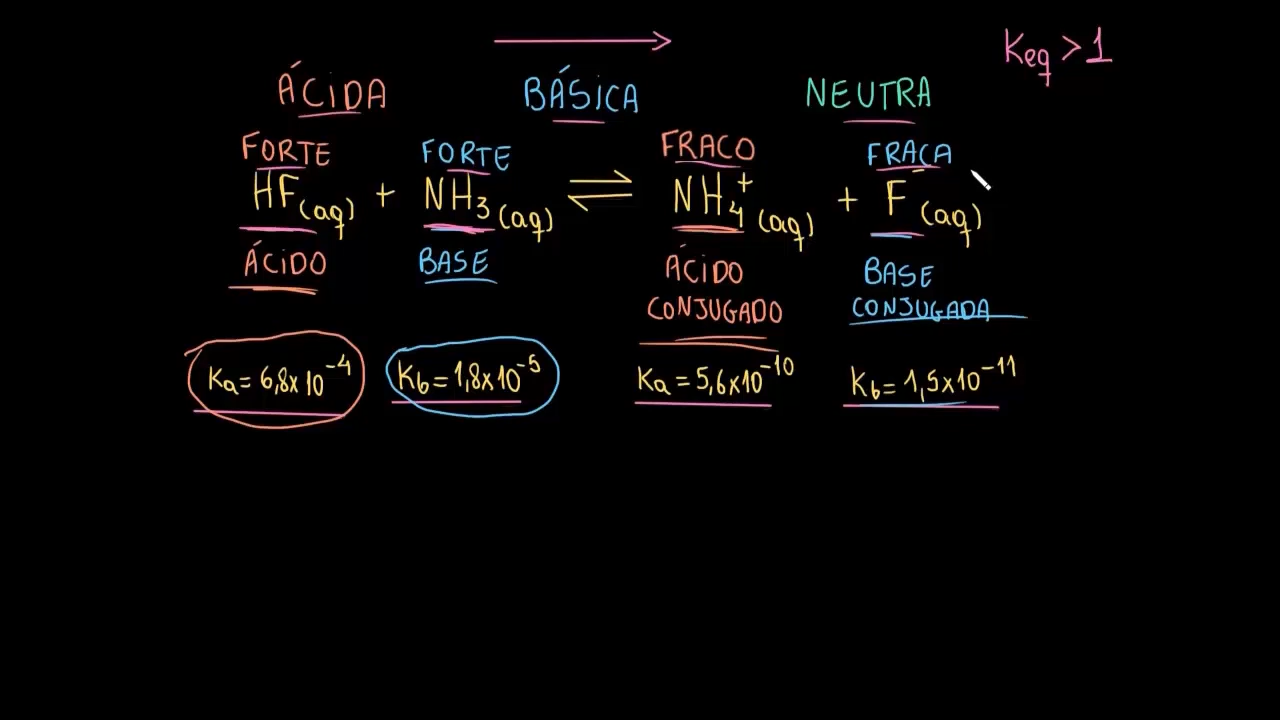 Keq > 1
ÁCIDA BÁSICA NEUTRA
FORTE FORTE FRACO FRACA
HF(aq) + NH₃(aq) ⇌ NH₄⁺(aq) + F⁻(aq)
ÁCIDO BASE ÁCIDO CONJUGADO BASE CONJUGADA
Ka = 6,8x10⁻⁴ Kb = 1,8x10⁻⁵ Ka = 5,6x10⁻¹⁰ Kb = 1,5x10⁻¹¹